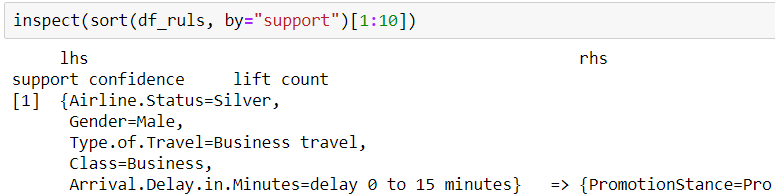 inspect(sort(df_ruls, by="support")[1:10])
lhs rhs
support confidence lift count
[1] {Airline.Status=Silver,
Gender=Male,
Type.of.Travel=Business travel,
Class=Business,
Arrival.Delay.in.Minutes=delay 0 to 15 minutes} => {PromotionStance=Pro